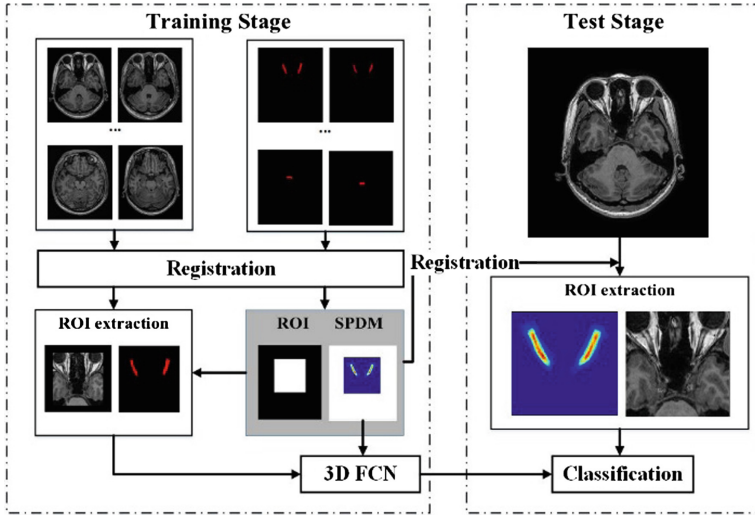 Training Stage
Test Stage
...
...
Registration
Registration
ROI extraction
ROI SPDM
ROI extraction
3D FCN
Classification